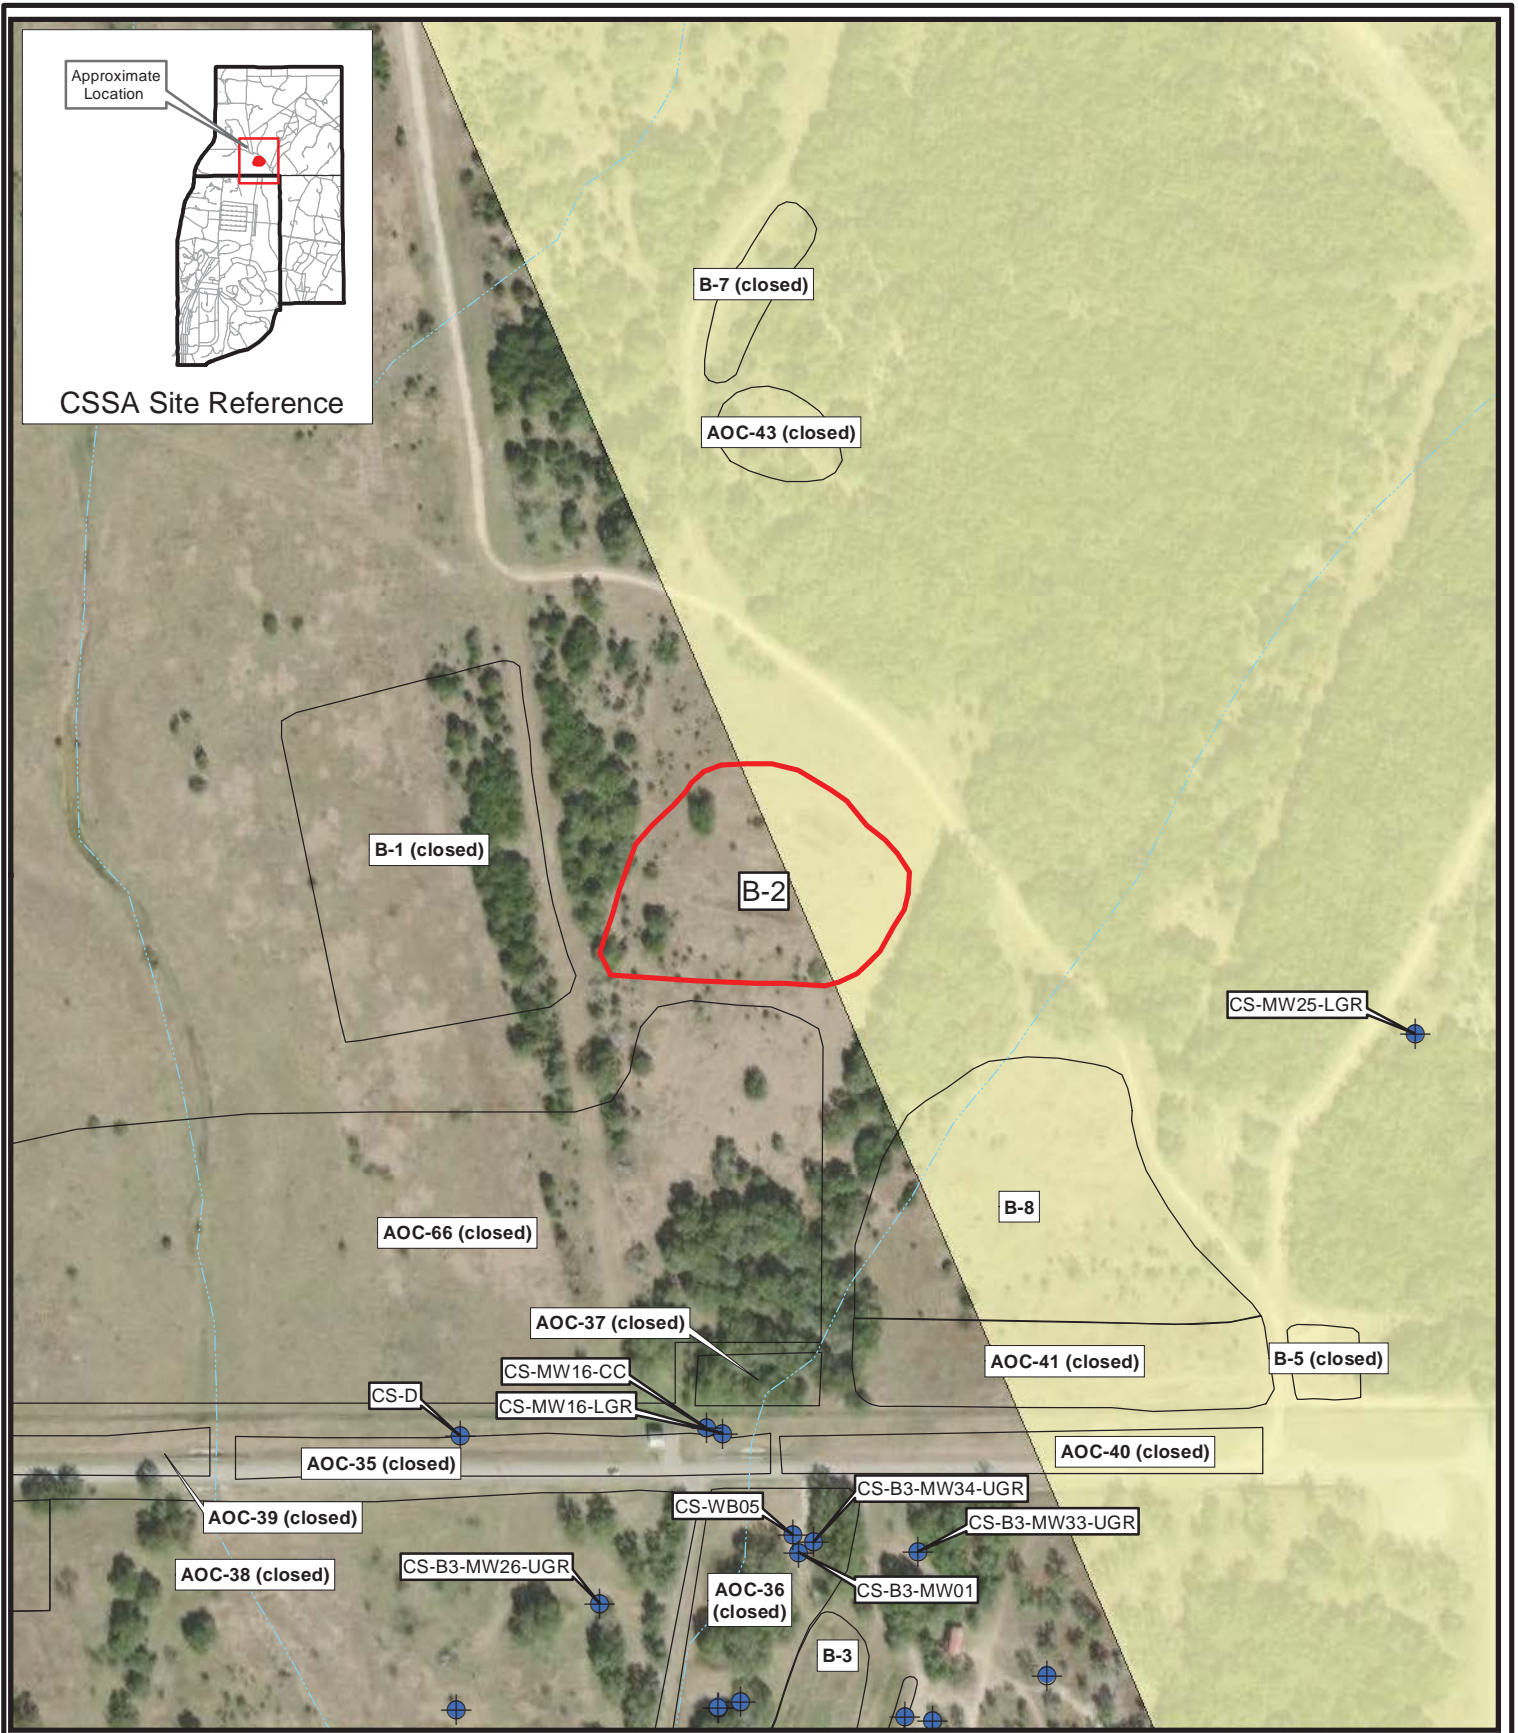 Approximate
Location
CSSA Site Reference
B-7 (closed)
AOC-43 (closed)
B-1 (closed)
B-2
CS-MW25-LGR
B-8
AOC-66 (closed)
AOC-37 (closed)
AOC-41 (closed)
B-5 (closed)
CS-MW16-CC
CS-D
CS-MW16-LGR
AOC-35 (closed)
AOC-40 (closed)
CS-B3-MW34-UGR
CS-WB05
AOC-39 (closed)
CS-B3-MW33-UGR
AOC-38 (closed)
CS-B3-MW26-UGR
AOC-36
(closed)
CS-B3-MW01
B-3